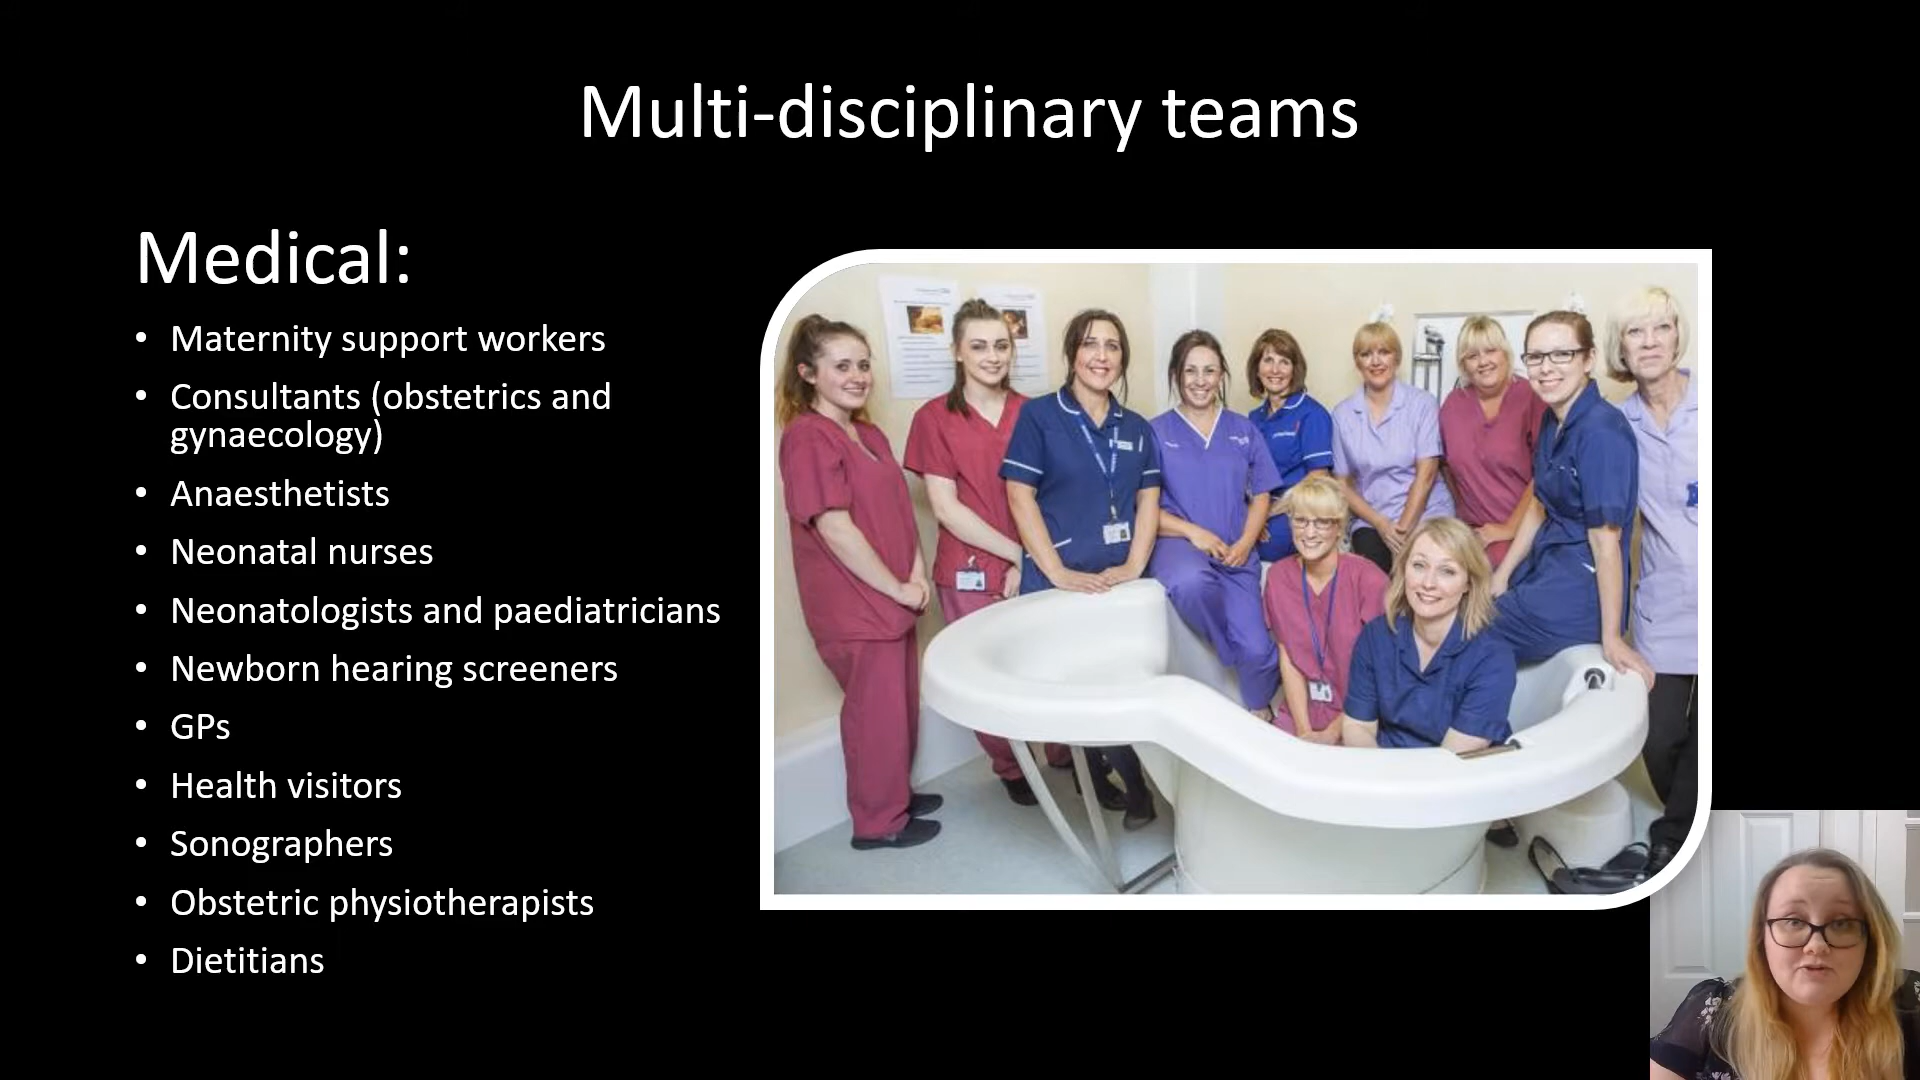 Multi-disciplinary teams
Medical:
• Maternity support workers
• Consultants (obstetrics and
gynaecology)
• Anaesthetists
• Neonatal nurses
• Neonatologists and paediatricians
• Newborn hearing screeners
• GPs
• Health visitors
• Sonographers
• Obstetric physiotherapists
• Dietitians